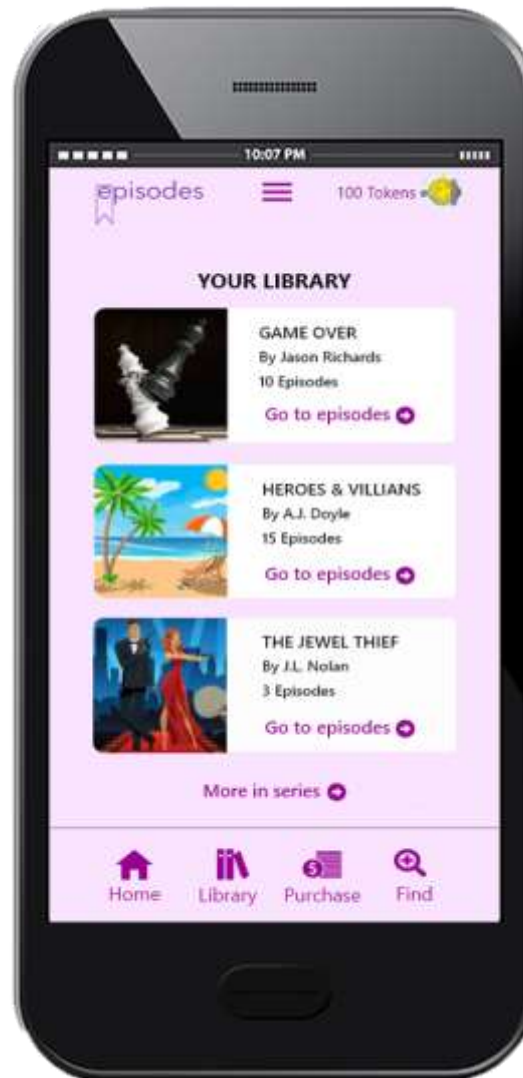 10:07 PM
episodes
100 Tokens
YOUR LIBRARY
GAME OVER
By Jason Richards
10 Episodes
Go to episodes
HEROES & VILLIANS
By A.J. Doyle
15 Episodes
Go to episodes
THE JEWEL THIEF
By J.L. Nolan
3 Episodes
Go to episodes
More in series
Home
Library
Purchase
Find